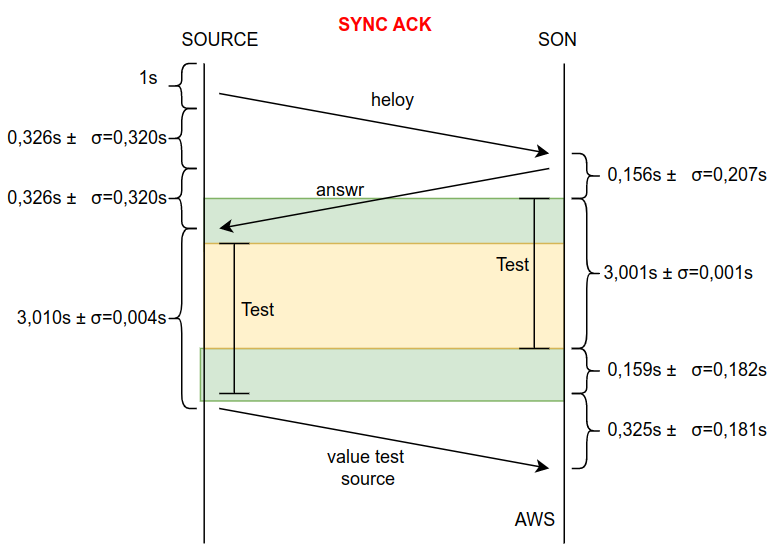 SYNC ACK
SOURCE
SON
1s
heloy
0,326s ± σ=0,320s
0,156s ± σ=0,207s
0,326s ± σ=0,320s
answr
Test
3,001s ± σ=0,001s
Test
3,010s ± σ=0,004s
0,159s ± σ=0,182s
0,325s ± σ=0,181s
value test
source
AWS